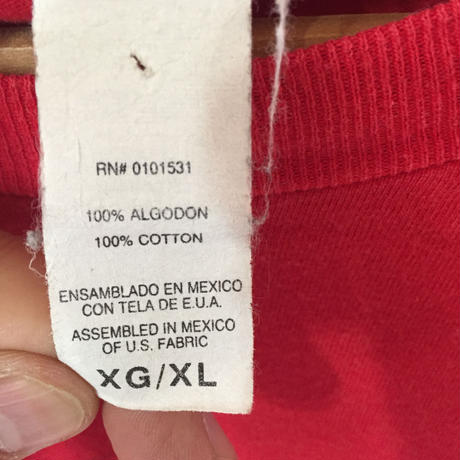 RN# 0101531
100% ALGODON
100% COTTON
ENSAMBLADO EN MEXICO
CON TELA DE E.U.A.
ASSEMBLED IN MEXICO
OF U.S. FABRIC
XG/XL